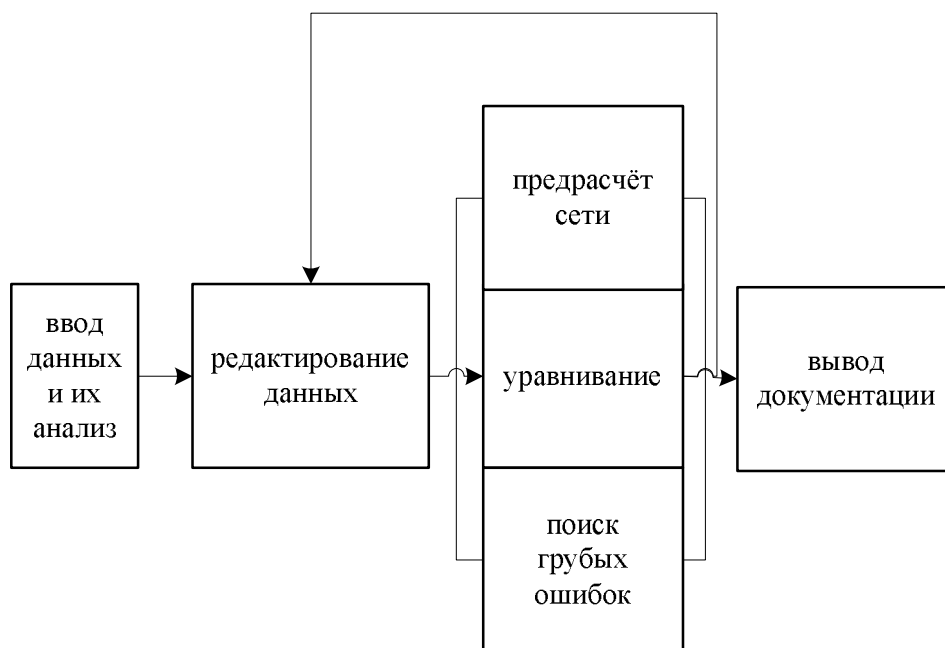 ввод
данных
и их
анализ
редактирование
данных
предрасчёт
сети
уравнивание
поиск
грубых
ошибок
вывод
документации